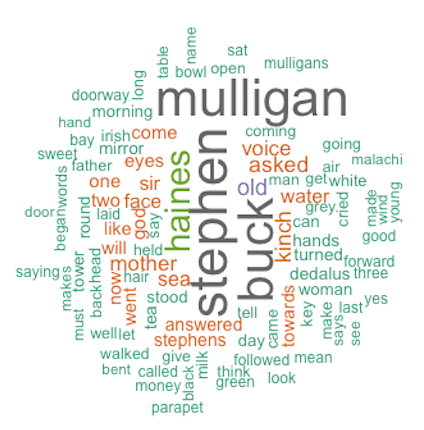 name
sat
table
long
bowl
open
mulligans
doorway
mulligan
morning
hand
coming
bay
irish
come
voice
going
sweet
mirror
eyes
asked
air
malachi
father
one
sir
haines
stephen
old
man
get
white
words
began
door
round
two
face
god
say
buck
water
made
wind
young
laid
grey
cried
like
kinch
can
good
will
held
hands
saying
tower
back
head
mother
turned
makes
now
hair
sea
dedalus
forward
three
went
tea
stood
towards
woman
must
answered
tell
key
last
yes
well
let
stephens
day
came
make
says
see
walked
give
milk
followed
mean
bent
called
black
think
look
money
green
parapet